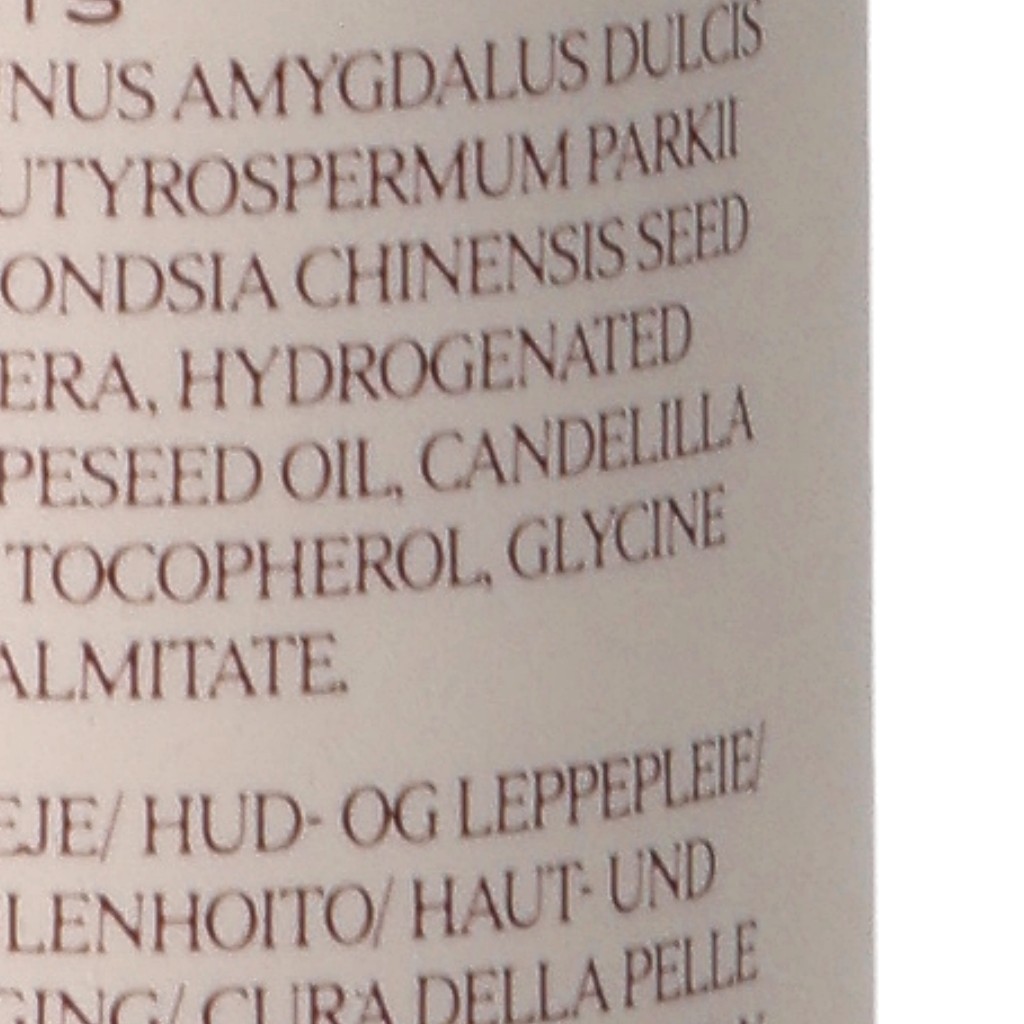 NUS AMYGDALUS DULCIS
UTYROSPERMUM PARKII
ONDSIA CHINENSIS SEED
ERA, HYDROGENATED
PESEED OIL, CANDELILLA
TOCOPHEROL, GLYCINE
ALMITATE.
EJE/ HUD- OG LEPPEPLEIE/
LENHOITO/ HAUT- UND
GING/ CURA DELLA PELLE